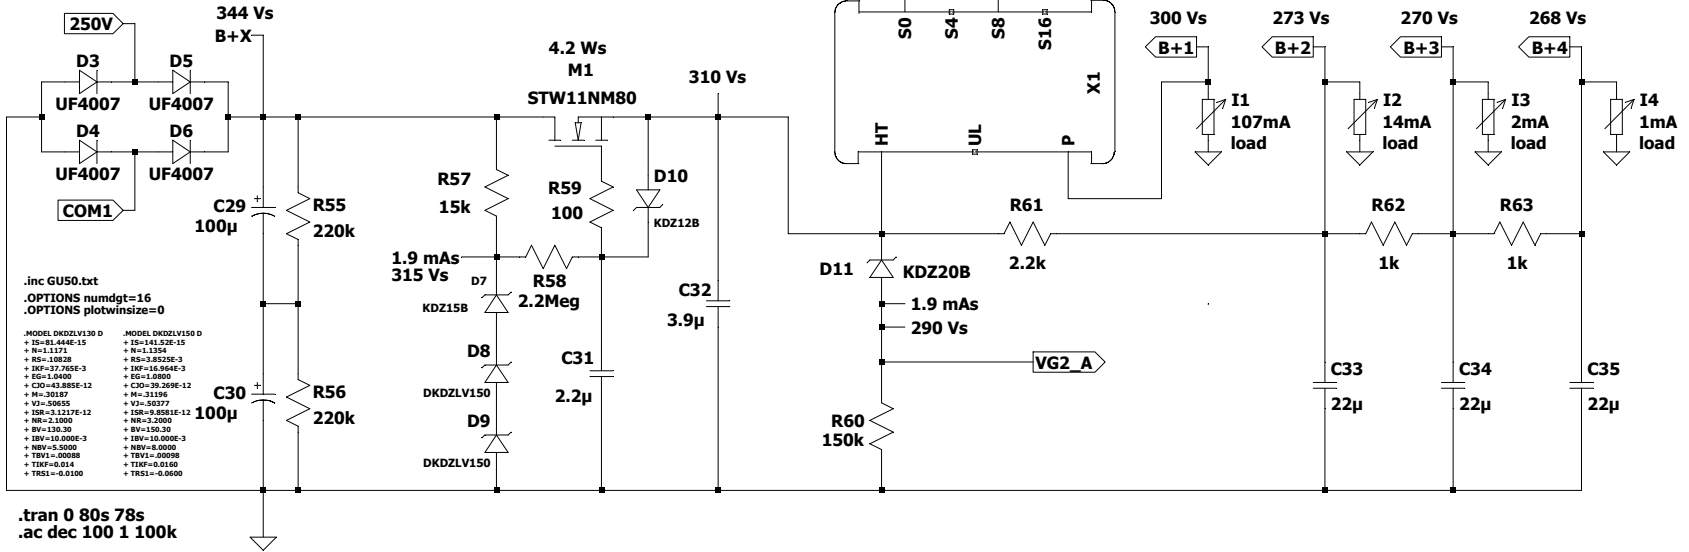 250V
344 Vs
B+X
D3
UF4007
D5
UF4007
D4
UF4007
D6
UF4007
COM1
4.2 Ws
M1
STW11NM80
310 Vs
S0
S4
S8
S16
X1
HT
UL
P
300 Vs
B+1
I1
107mA
load
273 Vs
B+2
I2
14mA
load
270 Vs
B+3
I3
2mA
load
268 Vs
B+4
I4
1mA
load
C29
100µ
R55
220k
R57
15k
R59
100
D10
KDZ12B
1.9 mAs
315 Vs
R58
2.2Meg
D7
KDZ15B
D8
DKDZLV150
D9
DKDZLV150
C31
2.2µ
C32
3.9µ
C30
100µ
R56
220k
D11
KDZ20B
1.9 mAs
290 Vs
VG2_A
R60
150k
R61
2.2k
R62
1k
R63
1k
C33
22µ
C34
22µ
C35
22µ
.inc GU50.txt
.OPTIONS numdgt=16
.OPTIONS plotwinsize=0
.MODEL DKDZLV130 D
+ IS=81.444E-15
+ N=1.1171
+ RS=.10828
+ IKF=37.765E-3
+ EG=1.0400
+ CJO=43.885E-12
+ M=.30187
+ VJ=.50655
+ ISR=3.1217E-12
+ NR=2.1000
+ BV=130.30
+ IBV=10.000E-3
+ NBV=5.5000
+ TBV1=.00088
+ TIKF=0.014
+ TRS1=-0.0100
.MODEL DKDZLV150 D
+ IS=141.52E-15
+ N=1.1354
+ RS=3.8525E-3
+ IKF=16.964E-3
+ EG=1.0800
+ CJO=39.269E-12
+ M=.31196
+ VJ=.50377
+ ISR=9.8581E-12
+ NR=3.2000
+ BV=150.30
+ IBV=10.000E-3
+ NBV=8.0000
+ TBV1=.00098
+ TIKF=0.0160
+ TRS1=-0.0600
.tran 0 80s 78s
.ac dec 100 1 100k